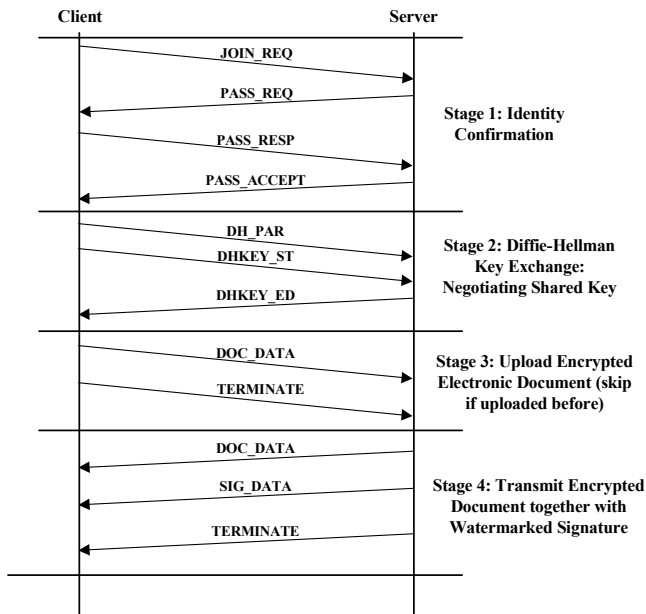 Client
Server
JOIN_REQ
PASS_REQ
PASS_RESP
PASS_ACCEPT
Stage 1: Identity
Confirmation
DH_PAR
DHKEY_ST
DHKEY_ED
Stage 2: Diffie-Hellman
Key Exchange:
Negotiating Shared Key
DOC_DATA
TERMINATE
Stage 3: Upload Encrypted
Electronic Document (skip
if uploaded before)
DOC_DATA
SIG_DATA
TERMINATE
Stage 4: Transmit Encrypted
Document together with
Watermarked Signature